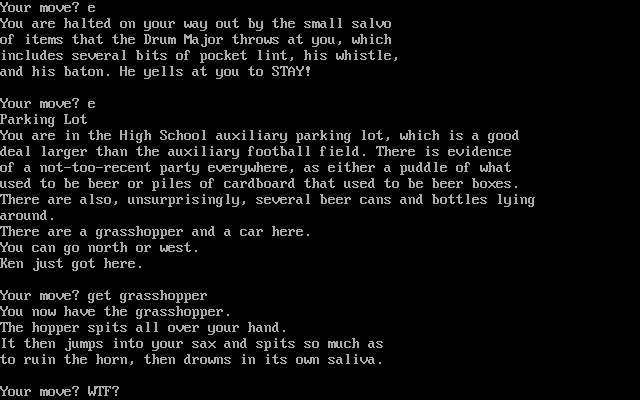 Your move? e
You are halted on your way out by the small salvo
of items that the Drum Major throws at you, which
includes several bits of pocket lint, his whistle,
and his baton. He yells at you to STAY!
Your move? e
Parking Lot
You are in the High School auxiliary parking lot, which is a good
deal larger than the auxiliary football field. There is evidence
of a not-too-recent party everywhere, as either a puddle of what
used to be beer or piles of cardboard that used to be beer boxes.
There are also, unsurprisingly, several beer cans and bottles lying
around.
There are a grasshopper and a car here.
You can go north or west.
Ken just got here.
Your move? get grasshopper
You now have the grasshopper.
The hopper spits all over your hand.
It then jumps into your sax and spits so much as
to ruin the horn, then drowns in its own saliva.
Your move? WTF?